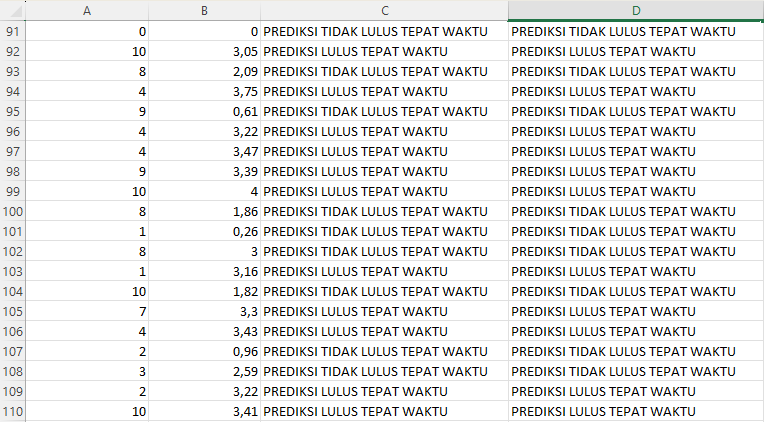 A B C D
91 0 0 PREDIKSI TIDAK LULUS TEPAT WAKTU PREDIKSI TIDAK LULUS TEPAT WAKTU
92 10 3,05 PREDIKSI LULUS TEPAT WAKTU PREDIKSI LULUS TEPAT WAKTU
93 8 2,09 PREDIKSI TIDAK LULUS TEPAT WAKTU PREDIKSI TIDAK LULUS TEPAT WAKTU
94 4 3,75 PREDIKSI LULUS TEPAT WAKTU PREDIKSI LULUS TEPAT WAKTU
95 9 0,61 PREDIKSI TIDAK LULUS TEPAT WAKTU PREDIKSI TIDAK LULUS TEPAT WAKTU
96 4 3,22 PREDIKSI LULUS TEPAT WAKTU PREDIKSI LULUS TEPAT WAKTU
97 4 3,47 PREDIKSI LULUS TEPAT WAKTU PREDIKSI LULUS TEPAT WAKTU
98 9 3,39 PREDIKSI LULUS TEPAT WAKTU PREDIKSI LULUS TEPAT WAKTU
99 10 4 PREDIKSI LULUS TEPAT WAKTU PREDIKSI LULUS TEPAT WAKTU
100 8 1,86 PREDIKSI TIDAK LULUS TEPAT WAKTU PREDIKSI TIDAK LULUS TEPAT WAKTU
101 1 0,26 PREDIKSI TIDAK LULUS TEPAT WAKTU PREDIKSI TIDAK LULUS TEPAT WAKTU
102 8 3 PREDIKSI TIDAK LULUS TEPAT WAKTU PREDIKSI TIDAK LULUS TEPAT WAKTU
103 1 3,16 PREDIKSI LULUS TEPAT WAKTU PREDIKSI LULUS TEPAT WAKTU
104 10 1,82 PREDIKSI TIDAK LULUS TEPAT WAKTU PREDIKSI TIDAK LULUS TEPAT WAKTU
105 7 3,3 PREDIKSI LULUS TEPAT WAKTU PREDIKSI LULUS TEPAT WAKTU
106 4 3,43 PREDIKSI LULUS TEPAT WAKTU PREDIKSI LULUS TEPAT WAKTU
107 2 0,96 PREDIKSI TIDAK LULUS TEPAT WAKTU PREDIKSI TIDAK LULUS TEPAT WAKTU
108 3 2,59 PREDIKSI TIDAK LULUS TEPAT WAKTU PREDIKSI TIDAK LULUS TEPAT WAKTU
109 2 3,22 PREDIKSI LULUS TEPAT WAKTU PREDIKSI LULUS TEPAT WAKTU
110 10 3,41 PREDIKSI LULUS TEPAT WAKTU PREDIKSI LULUS TEPAT WAKTU